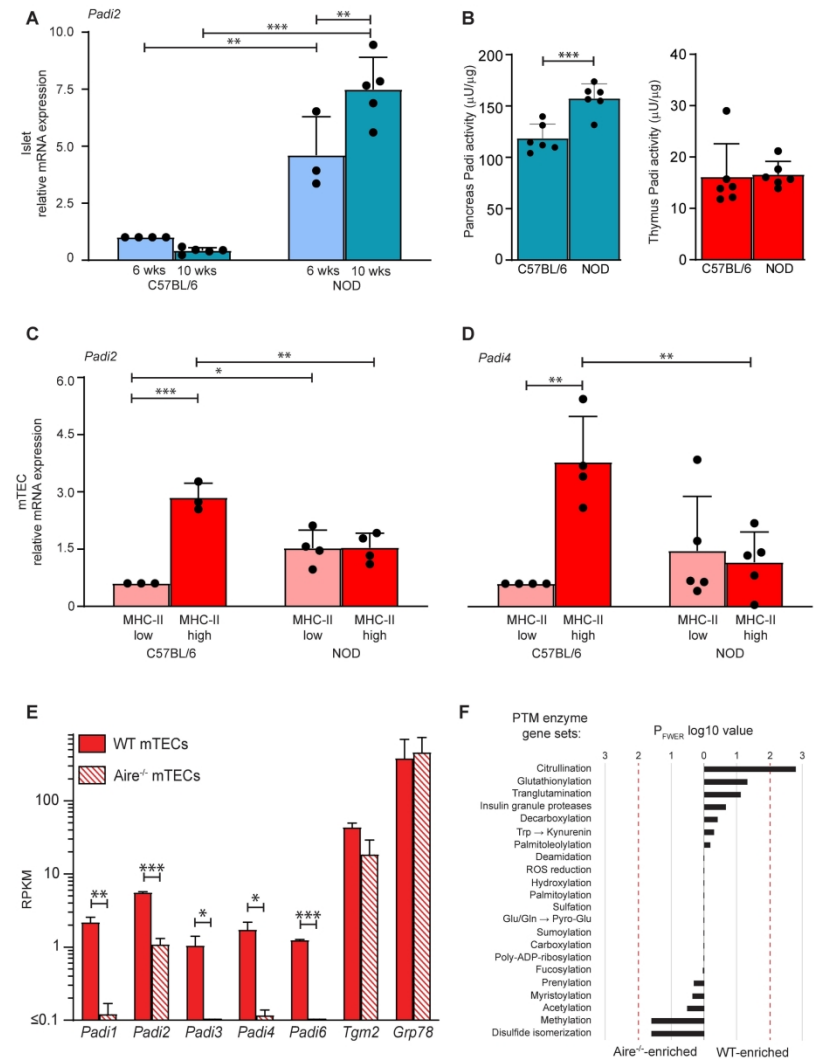 A
Padi2
Islet
relative mRNA expression
10.0
7.5
5.0
2.5
0
***
**
**
6 wks 10 wks
C57BL/6
6 wks 10 wks
NOD
B
Pancreas Padi activity (μU/μg)
200
150
100
50
0
***
C57BL/6 NOD
Thymus Padi activity (μU/μg)
40
30
20
10
0
C57BL/6 NOD
C
Padi2
mTEC
relative mRNA expression
6.0
4.5
3.0
1.5
0
**
*
***
MHC-II low
MHC-II high
C57BL/6
MHC-II low
MHC-II high
NOD
D
Padi4
**
**
MHC-II low
MHC-II high
C57BL/6
MHC-II low
MHC-II high
NOD
E
WT mTECs
Aire-/- mTECs
RPKM
100
10
1
≤0.1
**
***
*
*
***
Padi1 Padi2 Padi3 Padi4 Padi6 Tgm2 Grp78
F
PTM enzyme
gene sets:
PFWER log10 value
3 2 1 0 1 2 3
Citrullination
Glutathionylation
Tranglutamination
Insulin granule proteases
Decarboxylation
Trp → Kynurenin
Palmitoleolylation
Deamidation
ROS reduction
Hydroxylation
Palmitoylation
Sulfation
Glu/Gln → Pyro-Glu
Sumoylation
Carboxylation
Poly-ADP-ribosylation
Fucosylation
Prenylation
Myristoylation
Acetylation
Methylation
Disulfide isomerization
Aire-/--enriched WT-enriched